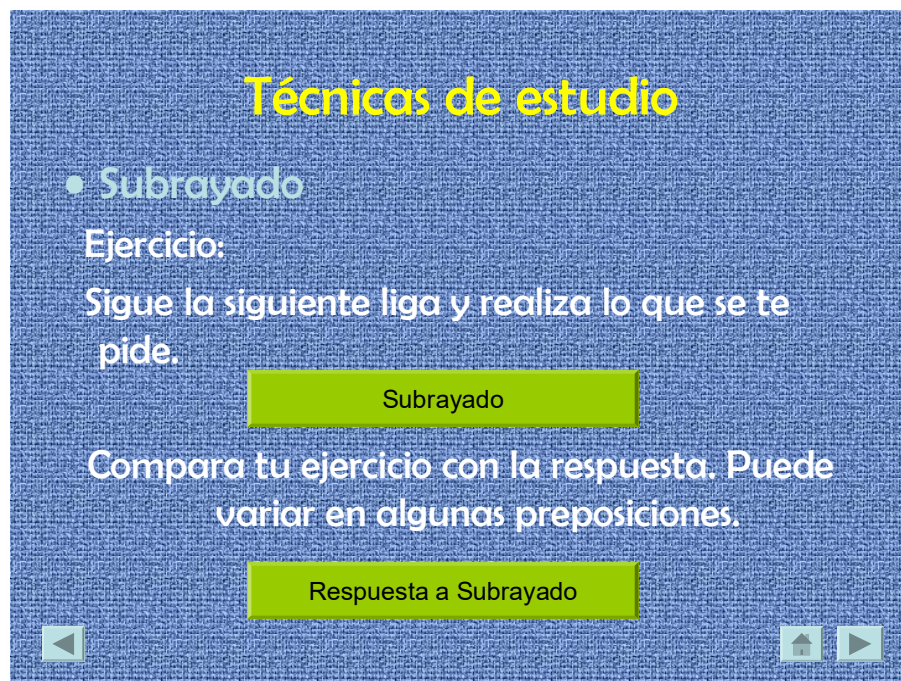 Técnicas de estudio
• Subrayado
Ejercicio:
Sigue la siguiente liga y realiza lo que se te
pide.
Subrayado
Compara tu ejercicio con la respuesta. Puede
variar en algunas preposiciones.
Respuesta a Subrayado